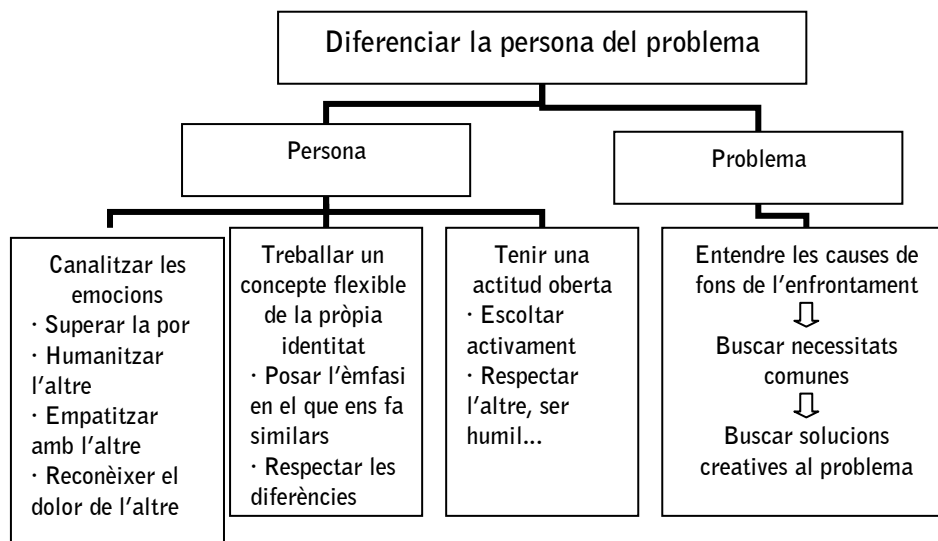 Diferenciar la persona del problema
Persona
Problema
Canalitzar les
emocions
· Superar la por
· Humanitzar
l'altre
· Empatitzar
amb l'altre
· Reconèixer el
dolor de l'altre
Treballar un
concepte flexible
de la pròpia
identitat
· Posar l'èmfasi
en el que ens fa
similars
· Respectar les
diferències
Tenir una
actitud oberta
· Escoltar
activament
· Respectar
l'altre, ser
humil...
Entendre les causes de
fons de l'enfrontament
Buscar necessitats
comunes
Buscar solucions
creatives al problema